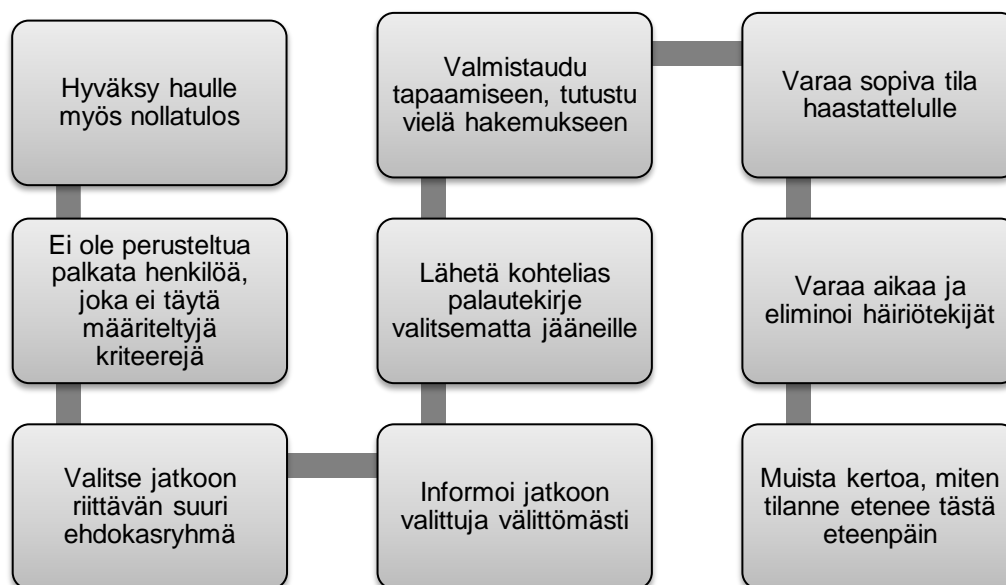 Hyväksy haulle
myös nollatulos
Ei ole perusteltua
palkata henkilöä,
joka ei täytä
määriteltyjä
kriteerejä
Valitse jatkoon
riittävän suuri
ehdokasryhmä
Informoi jatkoon
valittuja välittömästi
Lähetä kohtelias
palautekirje
valitsematta jääneille
Valmistaudu
tapaamiseen, tutustu
vielä hakemukseen
Varaa sopiva tila
haastattelulle
Varaa aikaa ja
eliminoi häiriötekijät
Muista kertoa, miten
tilanne etenee tästä
eteenpäin